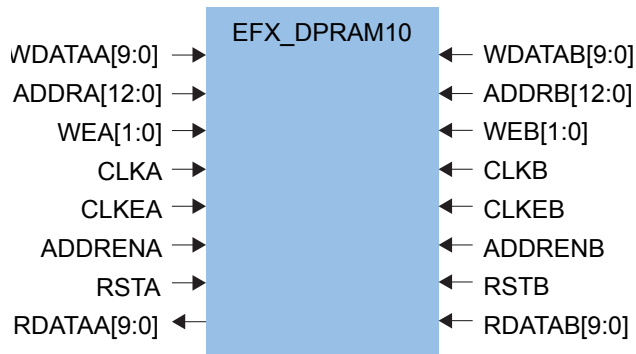 EFX_DPRAM10
WDATAA[9:0]
WDATAB[9:0]
ADDRA[12:0]
ADDRB[12:0]
WEA[1:0]
WEB[1:0]
CLKA
CLKB
CLKEA
CLKEB
ADDRENA
ADDRENB
RSTA
RSTB
RDATAA[9:0]
RDATAB[9:0]